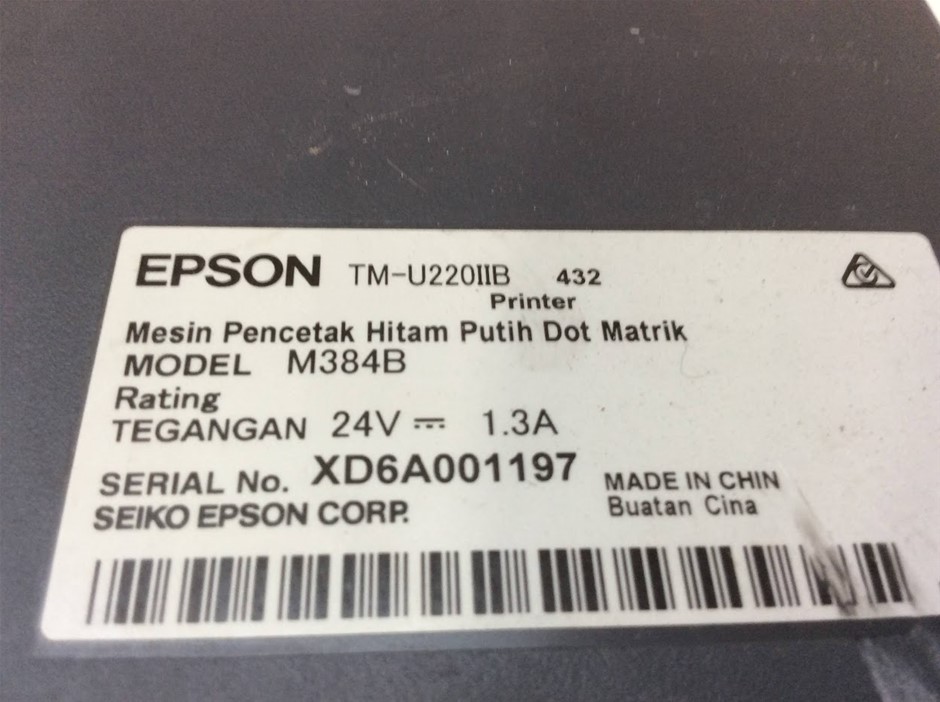 EPSON TM-U220IIB 432
Printer
Mesin Pencetak Hitam Putih Dot Matrik
MODEL M384B
Rating
TEGANGAN 24V ⎓ 1.3A
SERIAL No. XD6A001197
MADE IN CHIN
SEIKO EPSON CORP.
Buatan Cina